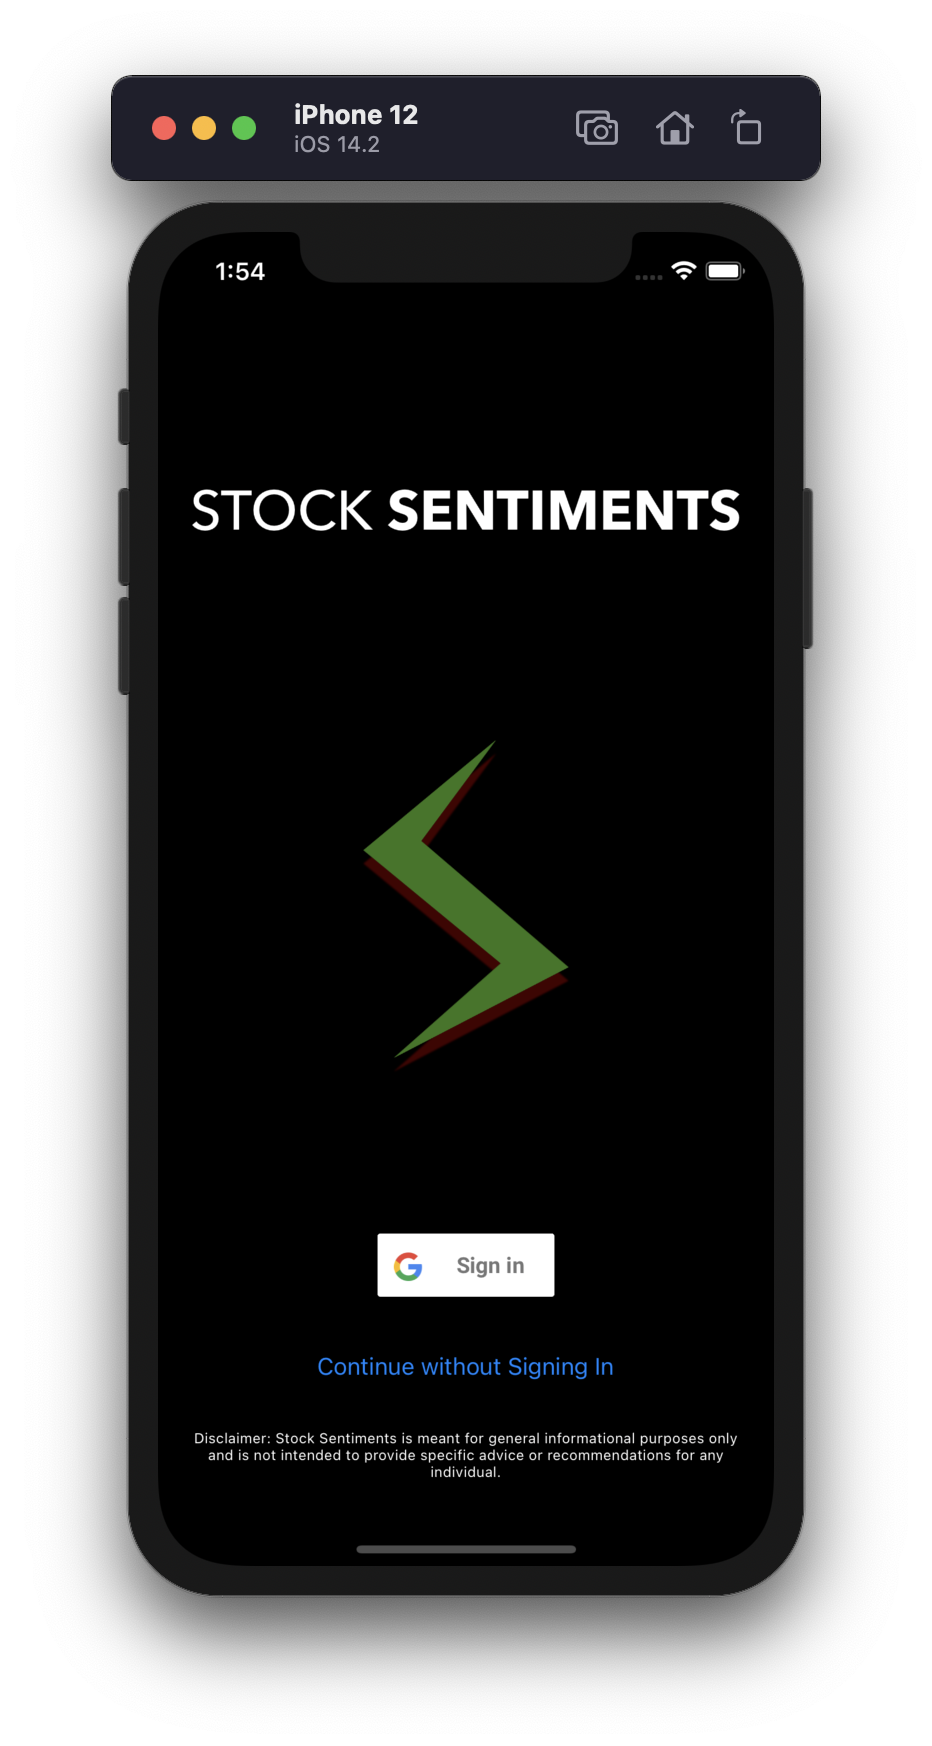 iPhone 12
iOS 14.2
1:54
STOCK SENTIMENTS
Sign in
Continue without Signing In
Disclaimer: Stock Sentiments is meant for general informational purposes only
and is not intended to provide specific advice or recommendations for any
individual.